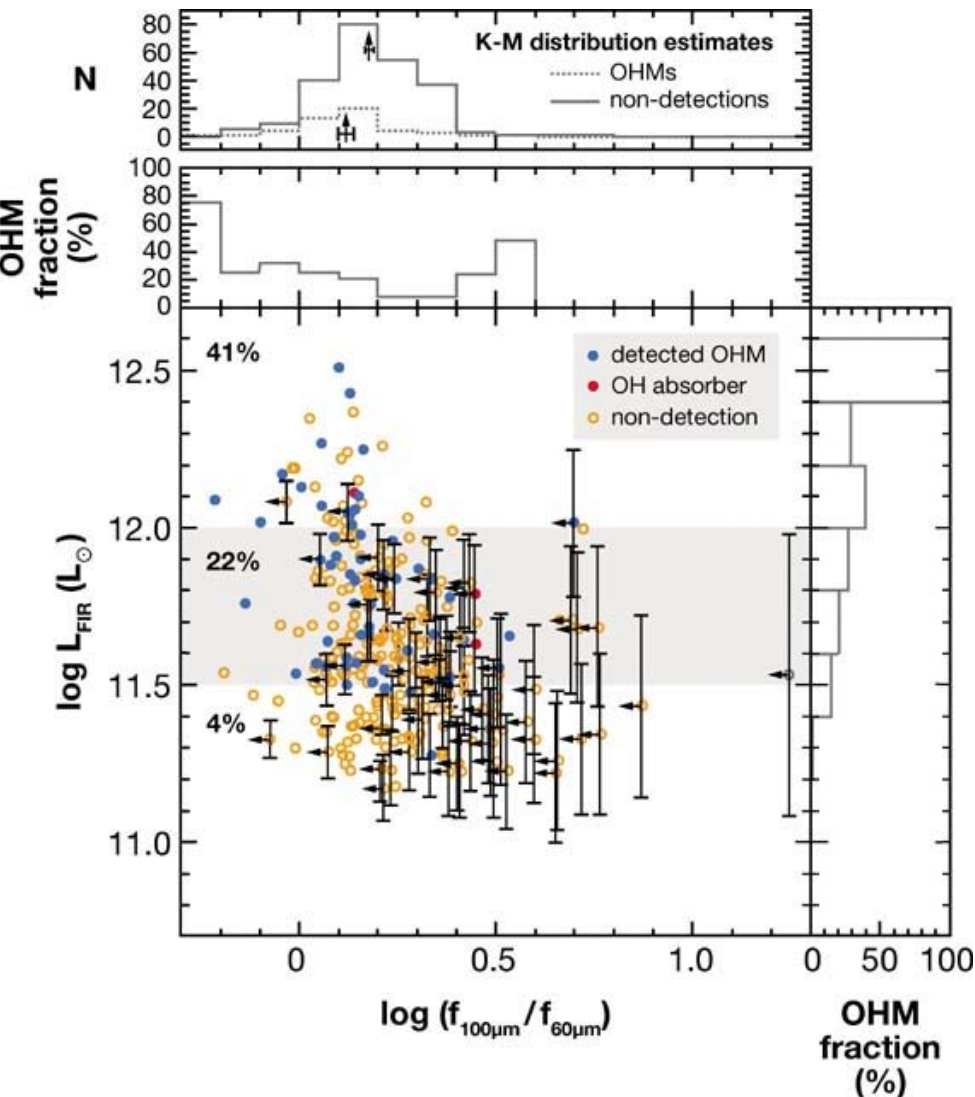 K-M distribution estimates
OHMs
non-detections
N
80
60
40
20
0
OHM
fraction
(%)
100
80
60
40
20
0
41%
22%
4%
detected OHM
OH absorber
non-detection
log L_FIR (L_⊙)
12.5
12.0
11.5
11.0
0 0.5 1.0
log (f_100µm / f_60µm)
0 50 100
OHM
fraction
(%)